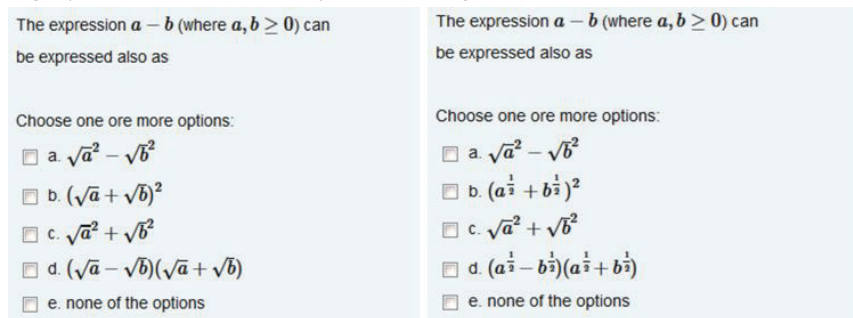 The expression a − b (where a, b ≥ 0) can
be expressed also as
Choose one ore more options:
a. √a² − √b²
b. (√a + √b)²
c. √a² + √b²
d. (√a − √b)(√a + √b)
e. none of the options
The expression a − b (where a, b ≥ 0) can
be expressed also as
Choose one ore more options:
a. √a² − √b²
b. (a^½ + b^½)²
c. √a² + √b²
d. (a^½ − b^½)(a^½ + b^½)
e. none of the options